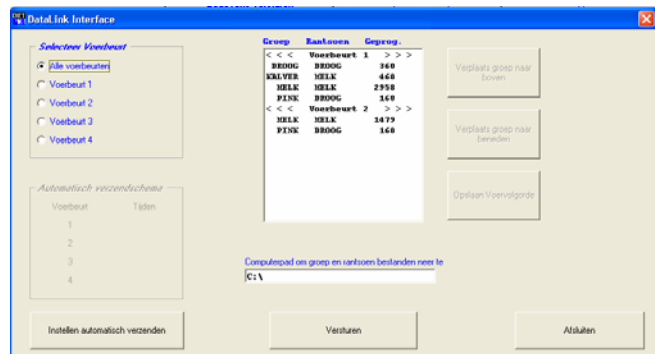 DataLink Interface
Selecteer Voerbeurt
Alle voerbeurten
Voerbeurt 1
Voerbeurt 2
Voerbeurt 3
Voerbeurt 4
Automatisch verzendschema
Voerbeurt Tijden
1
2
3
4
Groep Rantsoen Geprog.
< < < Voerbeurt 1 > > >
DROOG DROOG 360
KALVER MELK 460
MELK MELK 2958
PINK DROOG 160
< < < Voerbeurt 2 > > >
MELK MELK 1479
PINK DROOG 160
Verplaats groep naar
boven
Verplaats groep naar
beneden
Opslaan Voervolgorde
Computerpad om groep en rantsoen bestanden neer te
C:\
Instellen automatisch verzenden
Versturen
Afsluiten